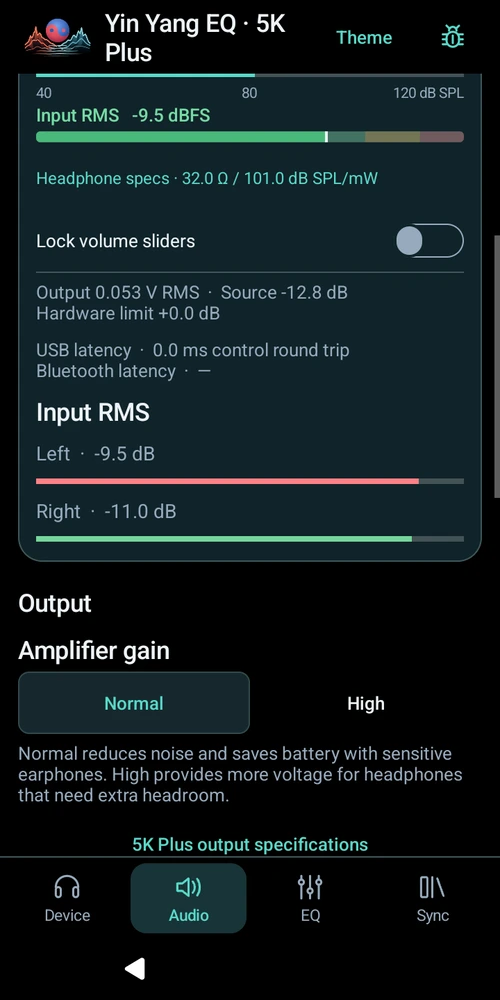 Yin Yang EQ · 5K
Plus
Theme
40 80 120 dB SPL
Input RMS -9.5 dBFS
Headphone specs · 32.0 Ω / 101.0 dB SPL/mW
Lock volume sliders
Output 0.053 V RMS · Source -12.8 dB
Hardware limit +0.0 dB
USB latency · 0.0 ms control round trip
Bluetooth latency · —
Input RMS
Left · -9.5 dB
Right · -11.0 dB
Output
Amplifier gain
Normal High
Normal reduces noise and saves battery with sensitive
earphones. High provides more voltage for headphones
that need extra headroom.
5K Plus output specifications
Device Audio EQ Sync